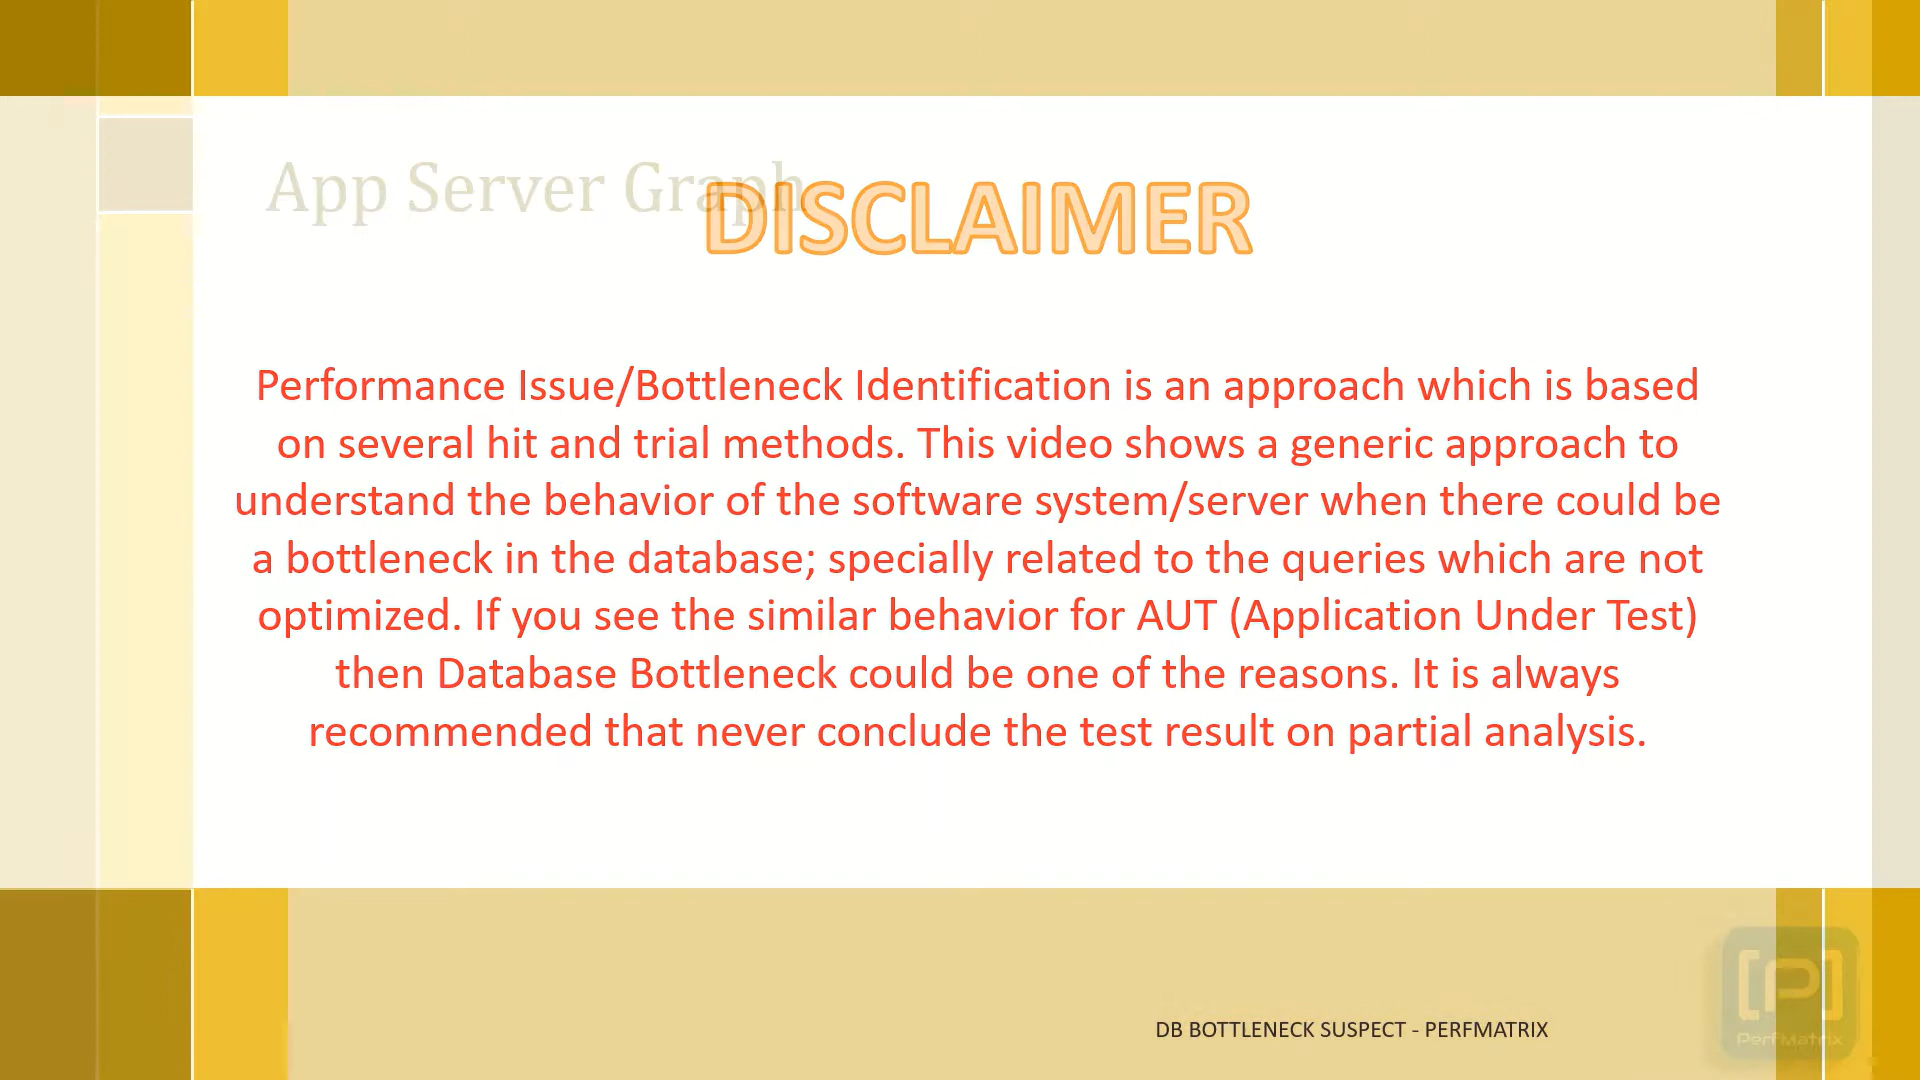 App Server Graph
DISCLAIMER
Performance Issue/Bottleneck Identification is an approach which is based
on several hit and trial methods. This video shows a generic approach to
understand the behavior of the software system/server when there could be
a bottleneck in the database; specially related to the queries which are not
optimized. If you see the similar behavior for AUT (Application Under Test)
then Database Bottleneck could be one of the reasons. It is always
recommended that never conclude the test result on partial analysis.
DB BOTTLENECK SUSPECT - PERFMATRIX
[P]
PerfMatrix